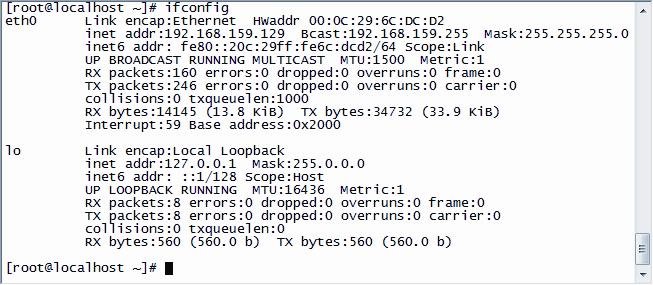 [root@localhost ~]# ifconfig
eth0      Link encap:Ethernet  HWaddr 00:0C:29:6C:DC:D2
          inet addr:192.168.159.129  Bcast:192.168.159.255  Mask:255.255.255.0
          inet6 addr: fe80::20c:29ff:fe6c:dcd2/64 Scope:Link
          UP BROADCAST RUNNING MULTICAST  MTU:1500  Metric:1
          RX packets:160 errors:0 dropped:0 overruns:0 frame:0
          TX packets:246 errors:0 dropped:0 overruns:0 carrier:0
          collisions:0 txqueuelen:1000
          RX bytes:14145 (13.8 KiB)  TX bytes:34732 (33.9 KiB)
          Interrupt:59 Base address:0x2000
lo        Link encap:Local Loopback
          inet addr:127.0.0.1  Mask:255.0.0.0
          inet6 addr: ::1/128 Scope:Host
          UP LOOPBACK RUNNING  MTU:16436  Metric:1
          RX packets:8 errors:0 dropped:0 overruns:0 frame:0
          TX packets:8 errors:0 dropped:0 overruns:0 carrier:0
          collisions:0 txqueuelen:0
          RX bytes:560 (560.0 b)  TX bytes:560 (560.0 b)
[root@localhost ~]#